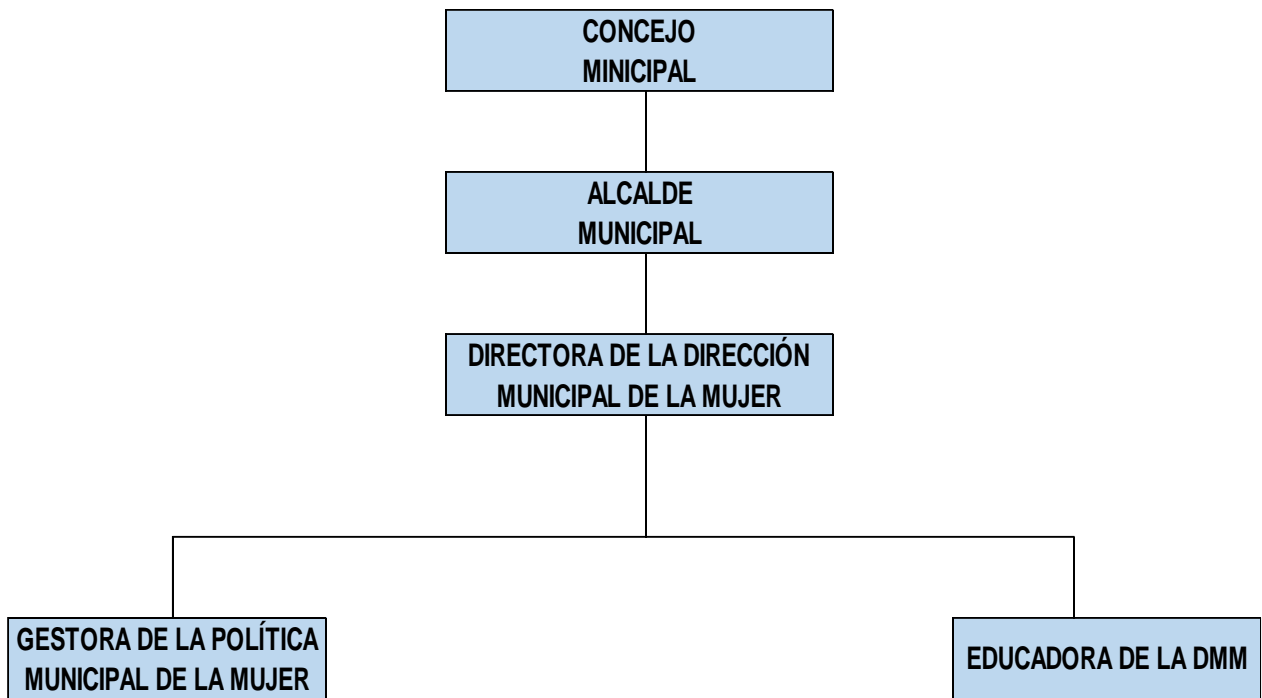 CONCEJO
MINICIPAL
ALCALDE
MUNICIPAL
DIRECTORA DE LA DIRECCIÓN
MUNICIPAL DE LA MUJER
GESTORA DE LA POLÍTICA
MUNICIPAL DE LA MUJER
EDUCADORA DE LA DMM